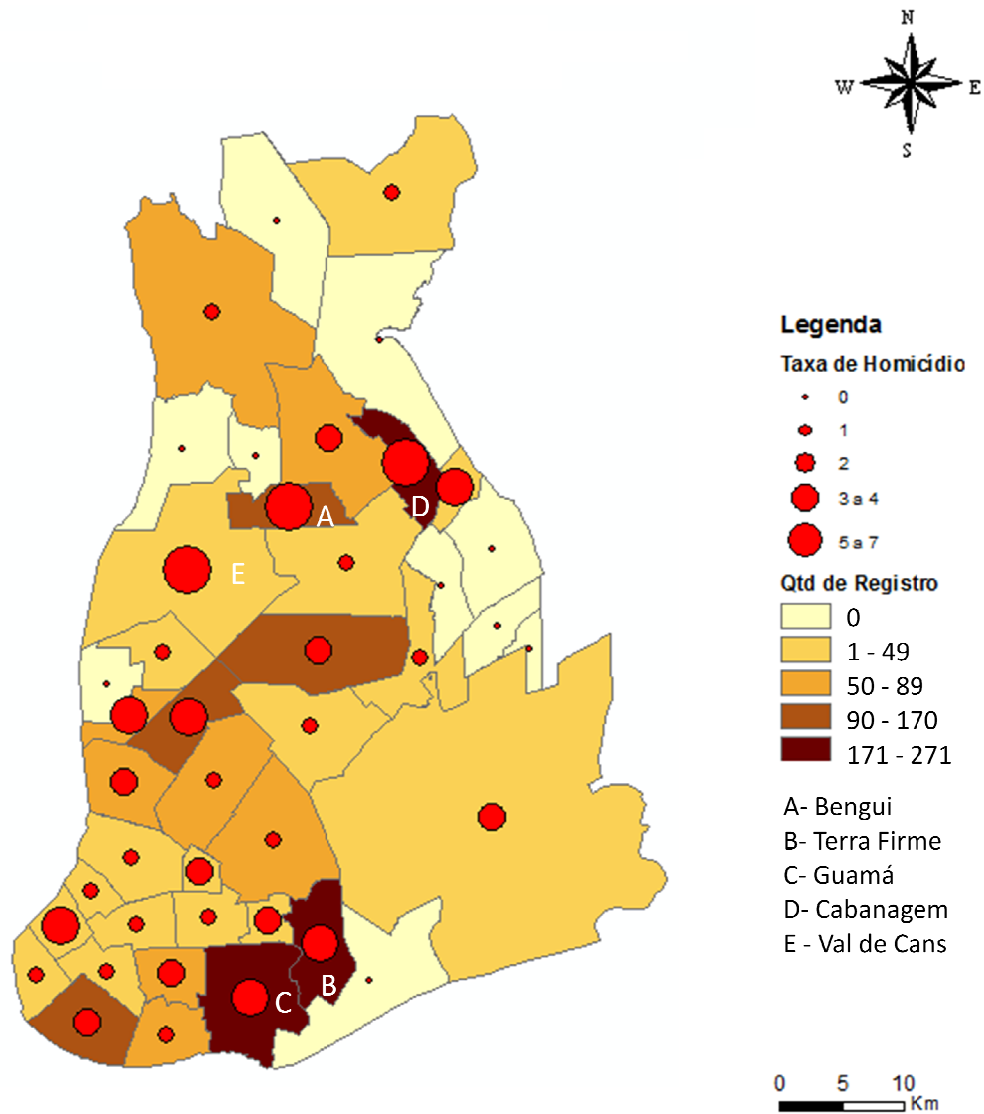 N
W E
S
A
D
E
B
C
Legenda
Taxa de Homicídio
0
1
2
3 a 4
5 a 7
Qtd de Registro
0
1 - 49
50 - 89
90 - 170
171 - 271
A- Bengui
B- Terra Firme
C- Guamá
D- Cabanagem
E - Val de Cans
0 5 10
Km